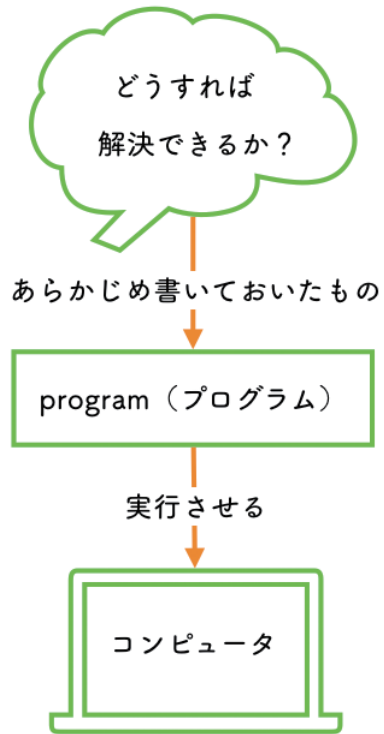 どうすれば
解決できるか？
あらかじめ書いておいたもの
program（プログラム）
実行させる
コンピュータ